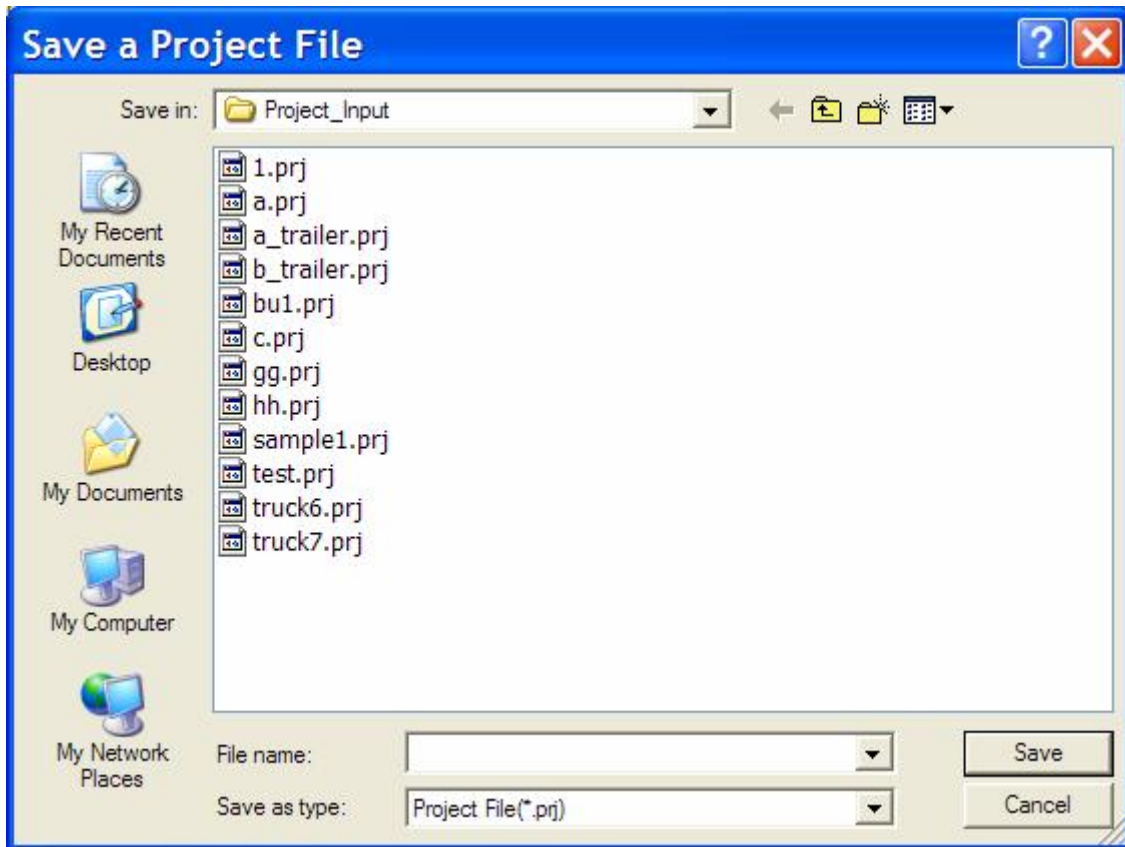 Save a Project File
Save in:
Project_Input
1.prj
a.prj
a_trailer.prj
b_trailer.prj
bu1.prj
c.prj
gg.prj
hh.prj
sample1.prj
test.prj
truck6.prj
truck7.prj
My Recent
Documents
Desktop
My Documents
My Computer
My Network
Places
File name:
Save
Save as type:
Project File(*.prj)
Cancel